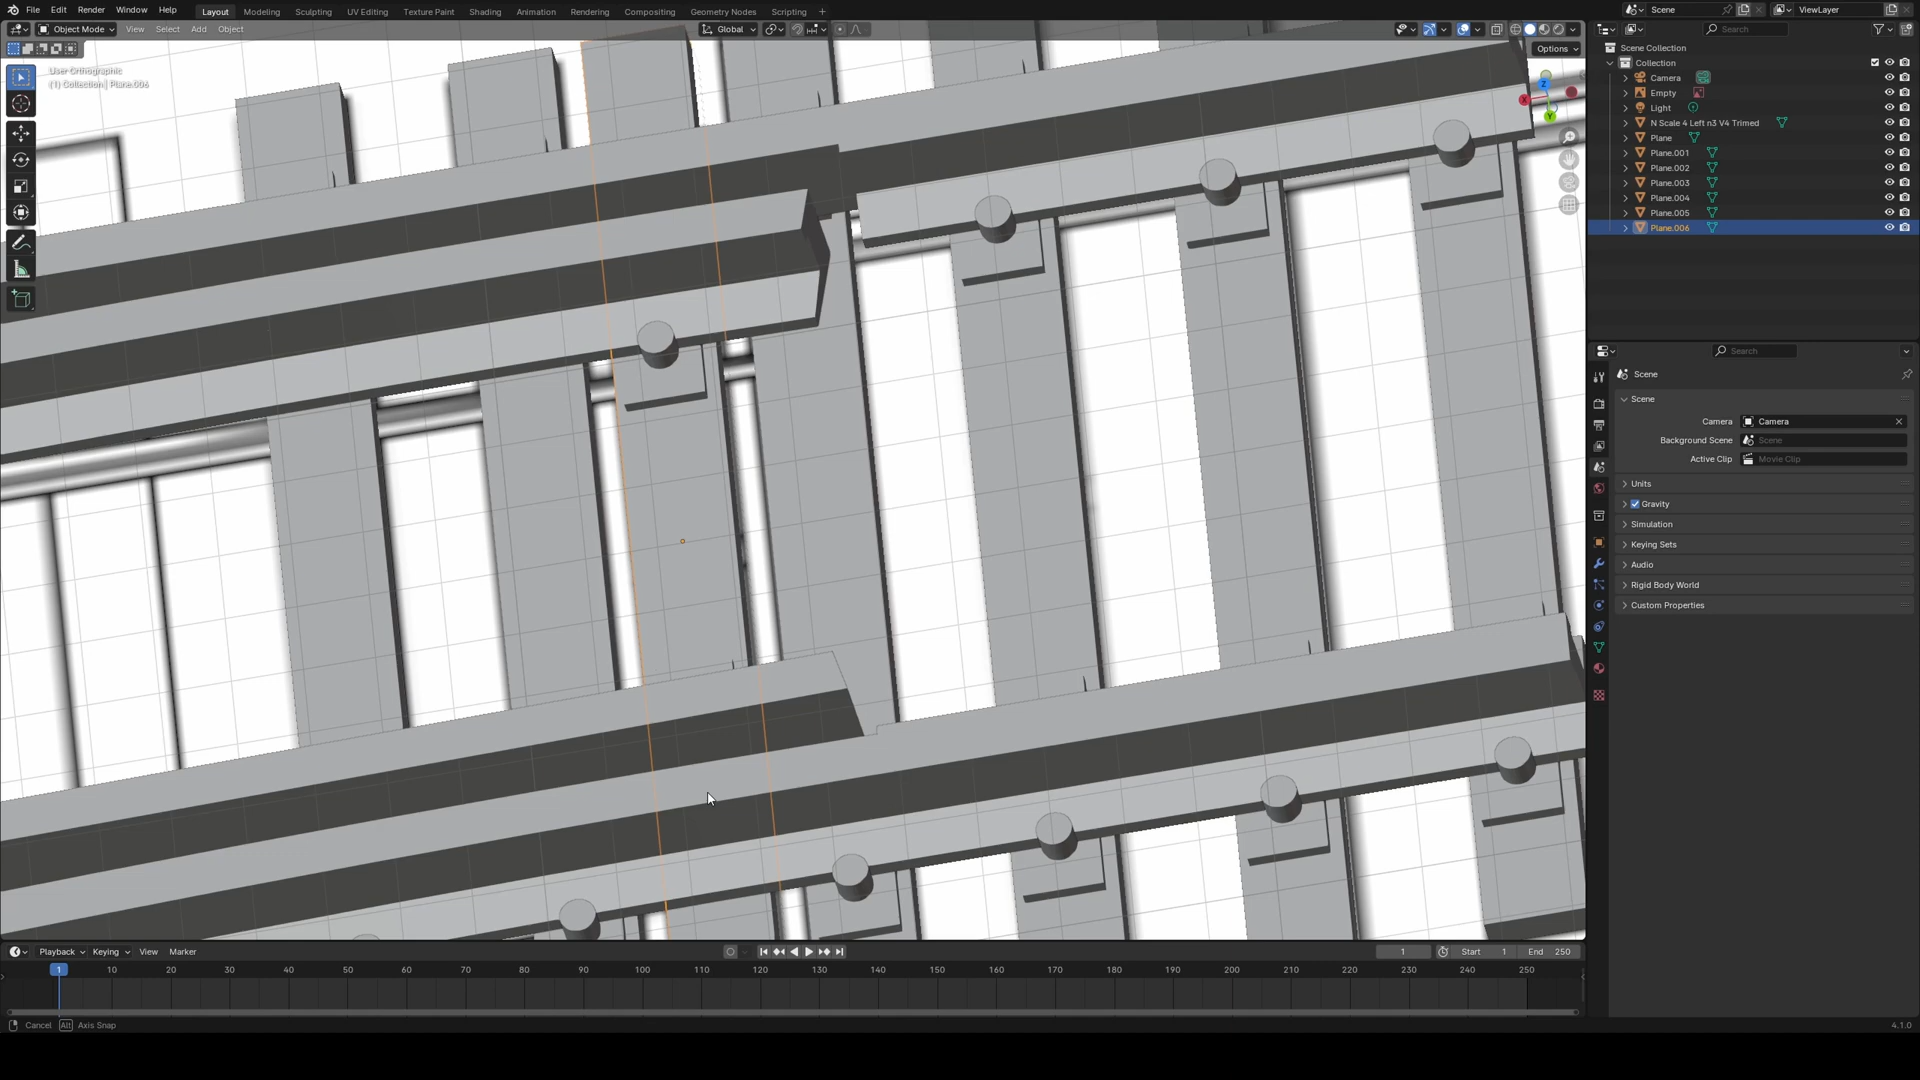 File Edit Render Window Help Layout Modeling Sculpting UV Editing Texture Paint Shading Animation Rendering Compositing Geometry Nodes Scripting + Scene ViewLayer
Object Mode View Select Add Object Global Search
Options
User Orthographic
(1) Collection | Plane.006
Scene Collection
Collection
Camera
Empty
Light
N Scale 4 Left n3 V4 Trimed
Plane
Plane.001
Plane.002
Plane.003
Plane.004
Plane.005
Plane.006
Z
X
Y
Search
Scene
Scene
Camera Camera
Background Scene Scene
Active Clip Movie Clip
Units
Gravity
Simulation
Keying Sets
Audio
Rigid Body World
Custom Properties
Playback Keying View Marker 1 Start 1 End 250
1 10 20 30 40 50 60 70 80 90 100 110 120 130 140 150 160 170 180 190 200 210 220 230 240 250
Cancel Alt Axis Snap 4.1.0